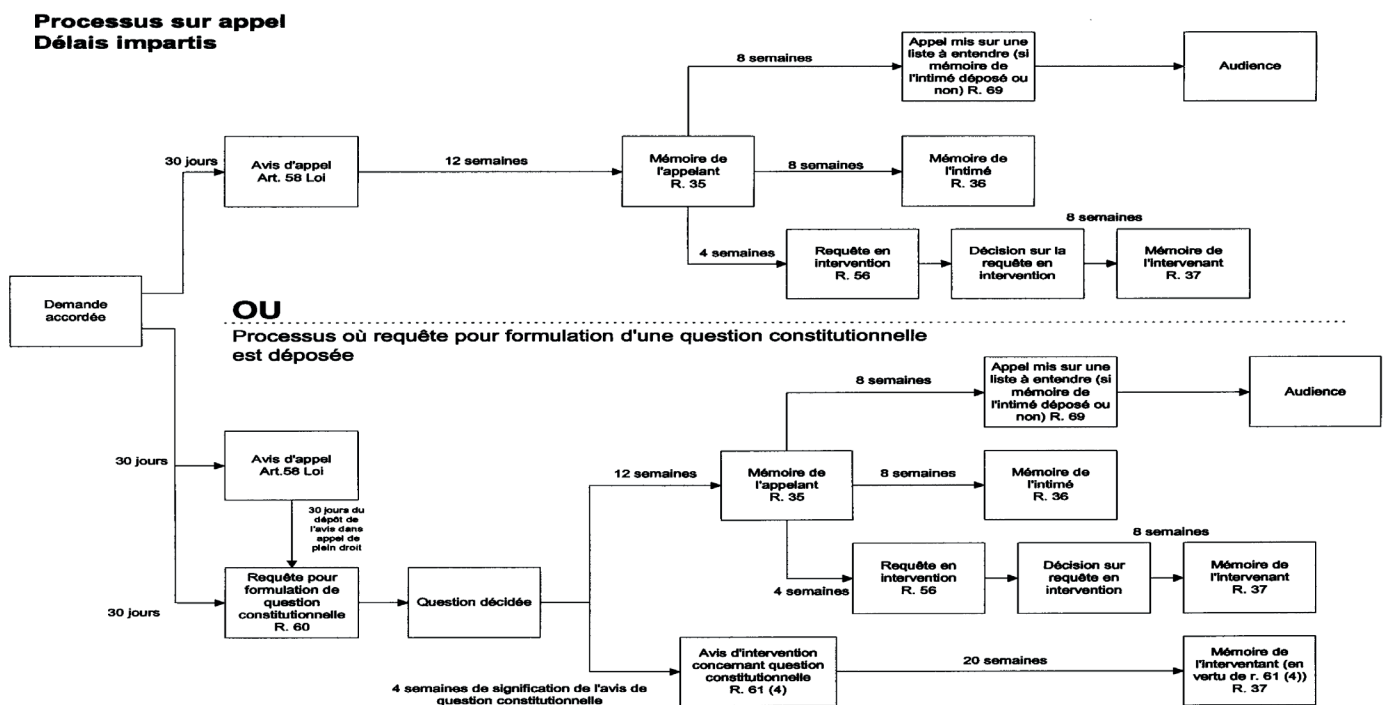 Processus sur appel
Délais impartis
8 semaines
Appel mis sur une
liste à entendre (si
mémoire de
l'intimé déposé ou
non) R. 69
Audience
30 jours
Avis d'appel
Art. 58 Loi
12 semaines
Mémoire de
l'appelant
R. 35
8 semaines
Mémoire de
l'intimé
R. 36
8 semaines
4 semaines
Requête en
intervention
R. 56
Décision sur la
requête en
intervention
Mémoire de
l'intervenant
R. 37
Demande
accordée
OU
Processus où requête pour formulation d'une question constitutionnelle
est déposée
8 semaines
Appel mis sur une
liste à entendre (si
mémoire de
l'intimé déposé ou
non) R. 69
Audience
30 jours
Avis d'appel
Art.58 Loi
12 semaines
Mémoire de
l'appelant
R. 35
8 semaines
Mémoire de
l'intimé
R. 36
30 jours du
dépôt de
l'avis dans
appel de
plein droit
8 semaines
30 jours
Requête pour
formulation de
question
constitutionnelle
R. 60
Question décidée
4 semaines
Requête en
intervention
R. 56
Décision sur
requête en
intervention
Mémoire de
l'intervenant
R. 37
4 semaines de signification de l'avis de
question constitutionnelle
Avis d'intervention
concernant question
constitutionnelle
R. 61 (4)
20 semaines
Mémoire de
l'interventant (en
vertu de r. 61 (4))
R. 37